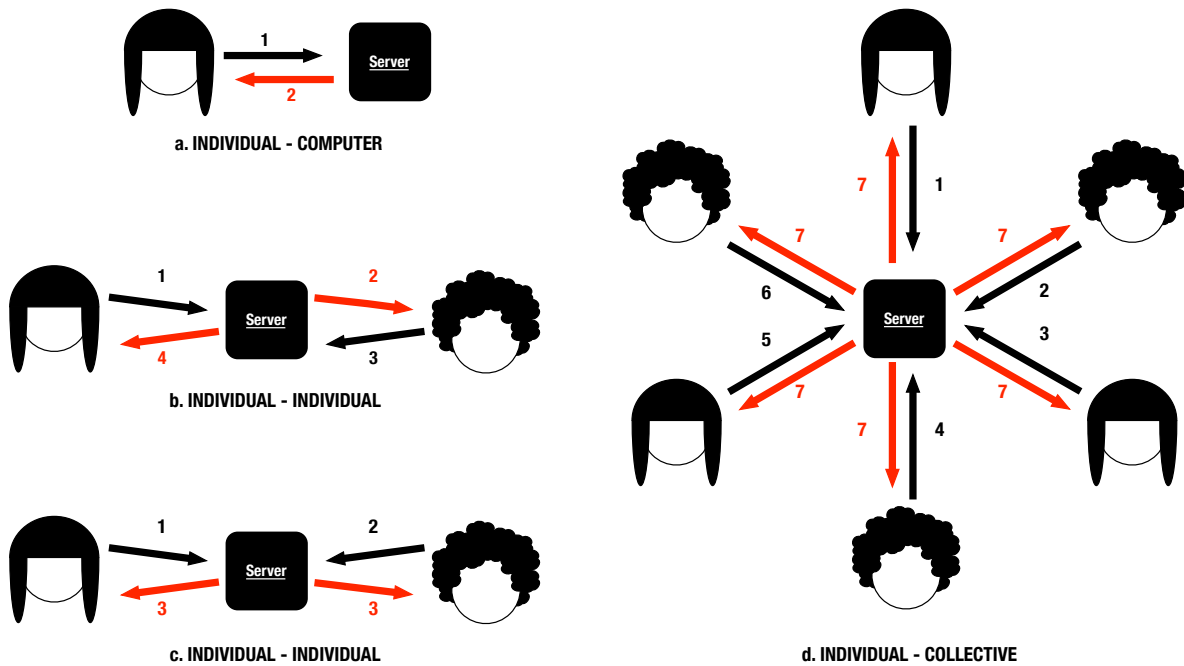 1
Server
2
a. INDIVIDUAL - COMPUTER
1
2
Server
4
3
b. INDIVIDUAL - INDIVIDUAL
1
2
Server
3
3
c. INDIVIDUAL - INDIVIDUAL
7
1
7
7
6
2
Server
5
3
7
7
7
4
d. INDIVIDUAL - COLLECTIVE